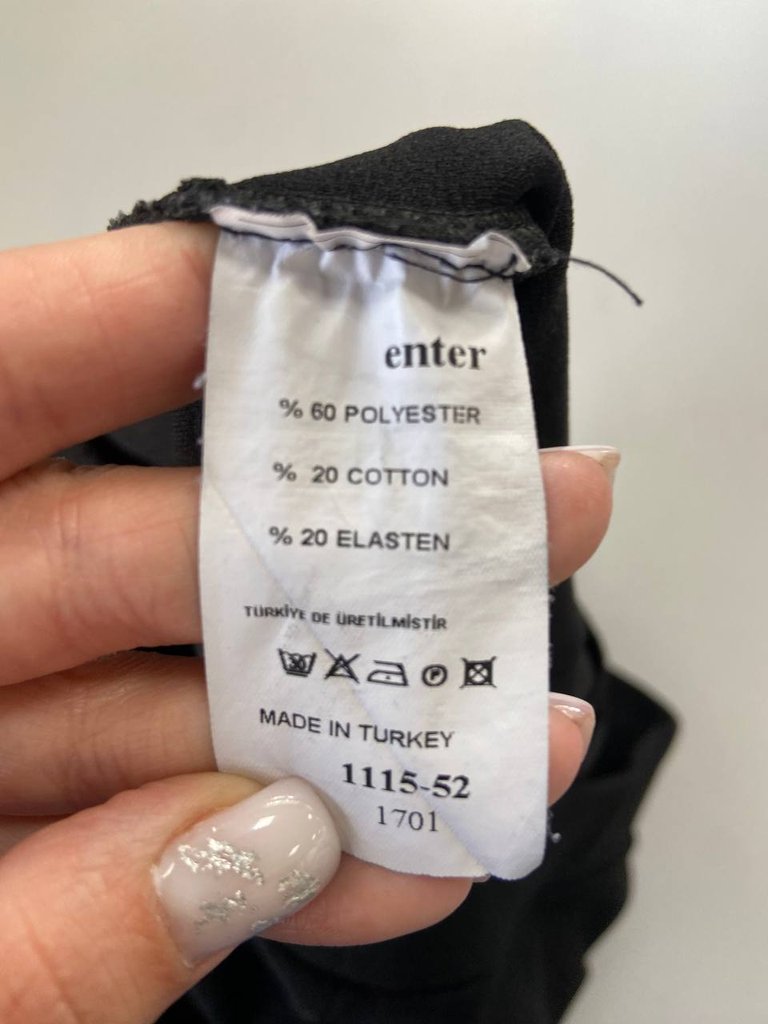 enter
% 60 POLYESTER
% 20 COTTON
% 20 ELASTEN
TÜRKİYE DE ÜRETİLMİSTİR
P
MADE IN TURKEY
1115-52
1701